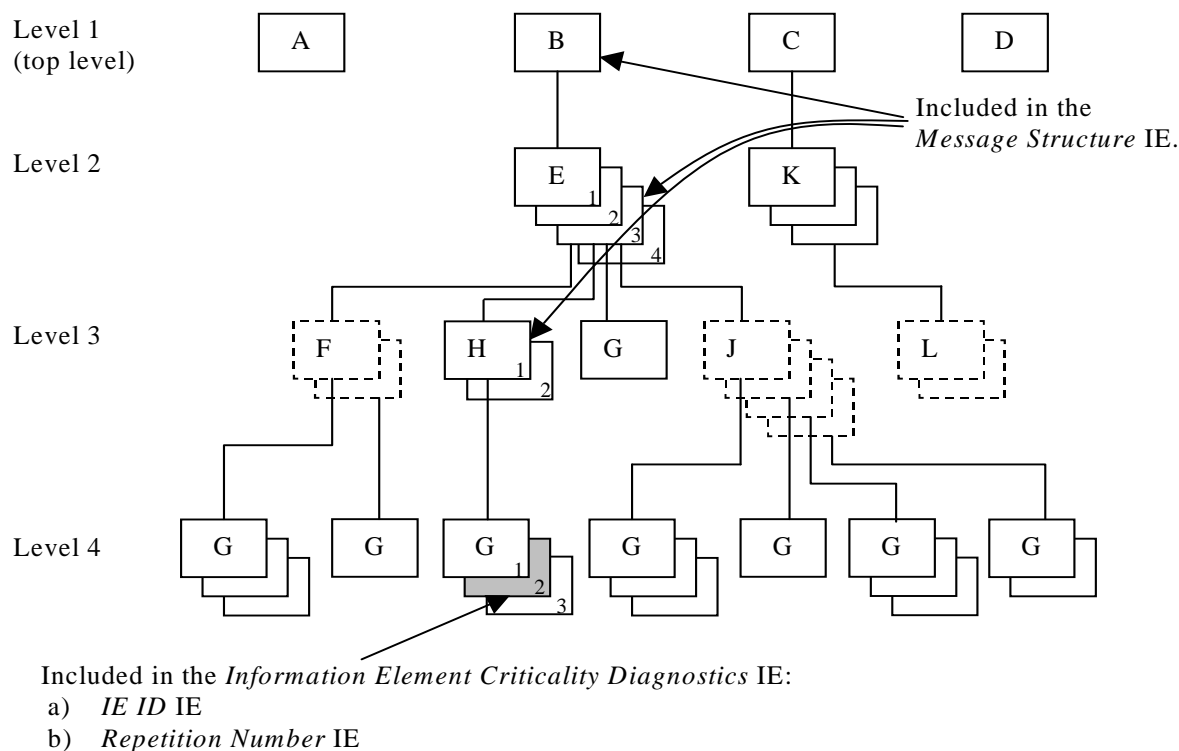 Level 1
(top level)
A
B
C
D
Included in the
Message Structure IE.
Level 2
E
1
2
3
4
K
Level 3
F
H
1
2
G
J
L
Level 4
G
G
G
1
2
3
G
G
G
G
Included in the Information Element Criticality Diagnostics IE:
a) IE ID IE
b) Repetition Number IE